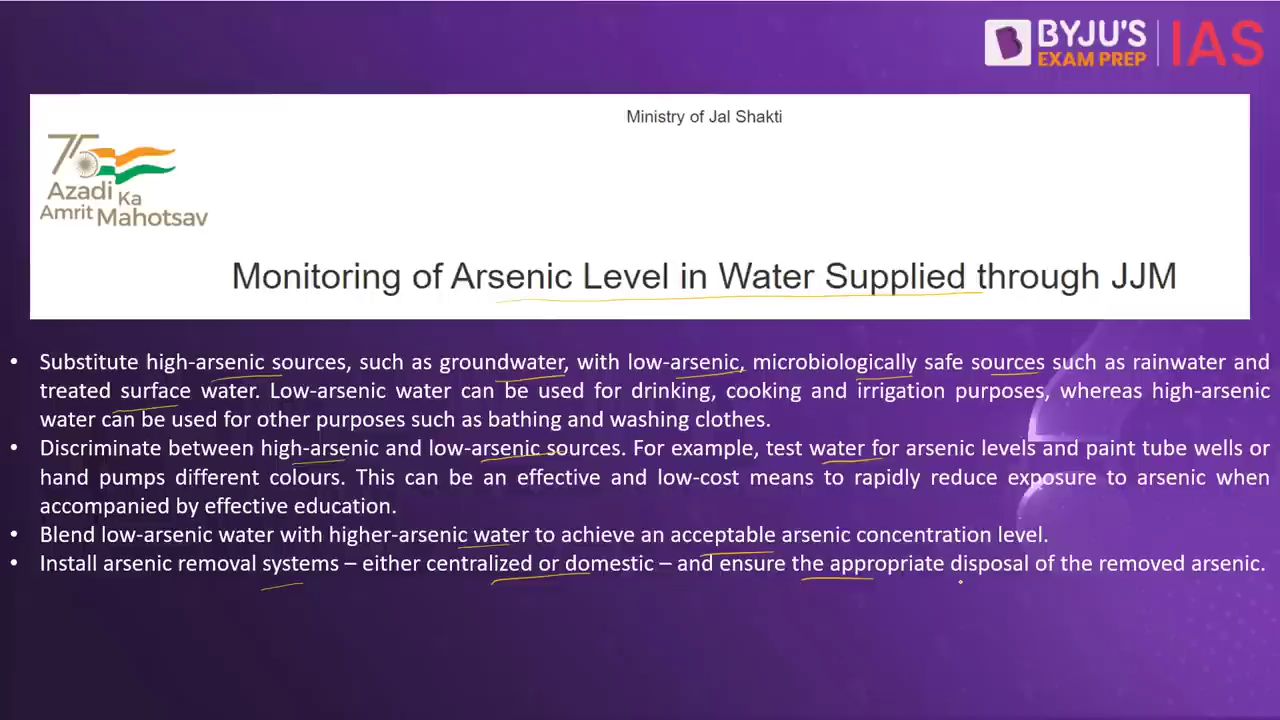 BYJU'S IAS
EXAM PREP
Ministry of Jal Shakti
75
Azadi Ka
Amrit Mahotsav
Monitoring of Arsenic Level in Water Supplied through JJM
• Substitute high-arsenic sources, such as groundwater, with low-arsenic, microbiologically safe sources such as rainwater and
treated surface water. Low-arsenic water can be used for drinking, cooking and irrigation purposes, whereas high-arsenic
water can be used for other purposes such as bathing and washing clothes.
• Discriminate between high-arsenic and low-arsenic sources. For example, test water for arsenic levels and paint tube wells or
hand pumps different colours. This can be an effective and low-cost means to rapidly reduce exposure to arsenic when
accompanied by effective education.
• Blend low-arsenic water with higher-arsenic water to achieve an acceptable arsenic concentration level.
• Install arsenic removal systems – either centralized or domestic – and ensure the appropriate disposal of the removed arsenic.